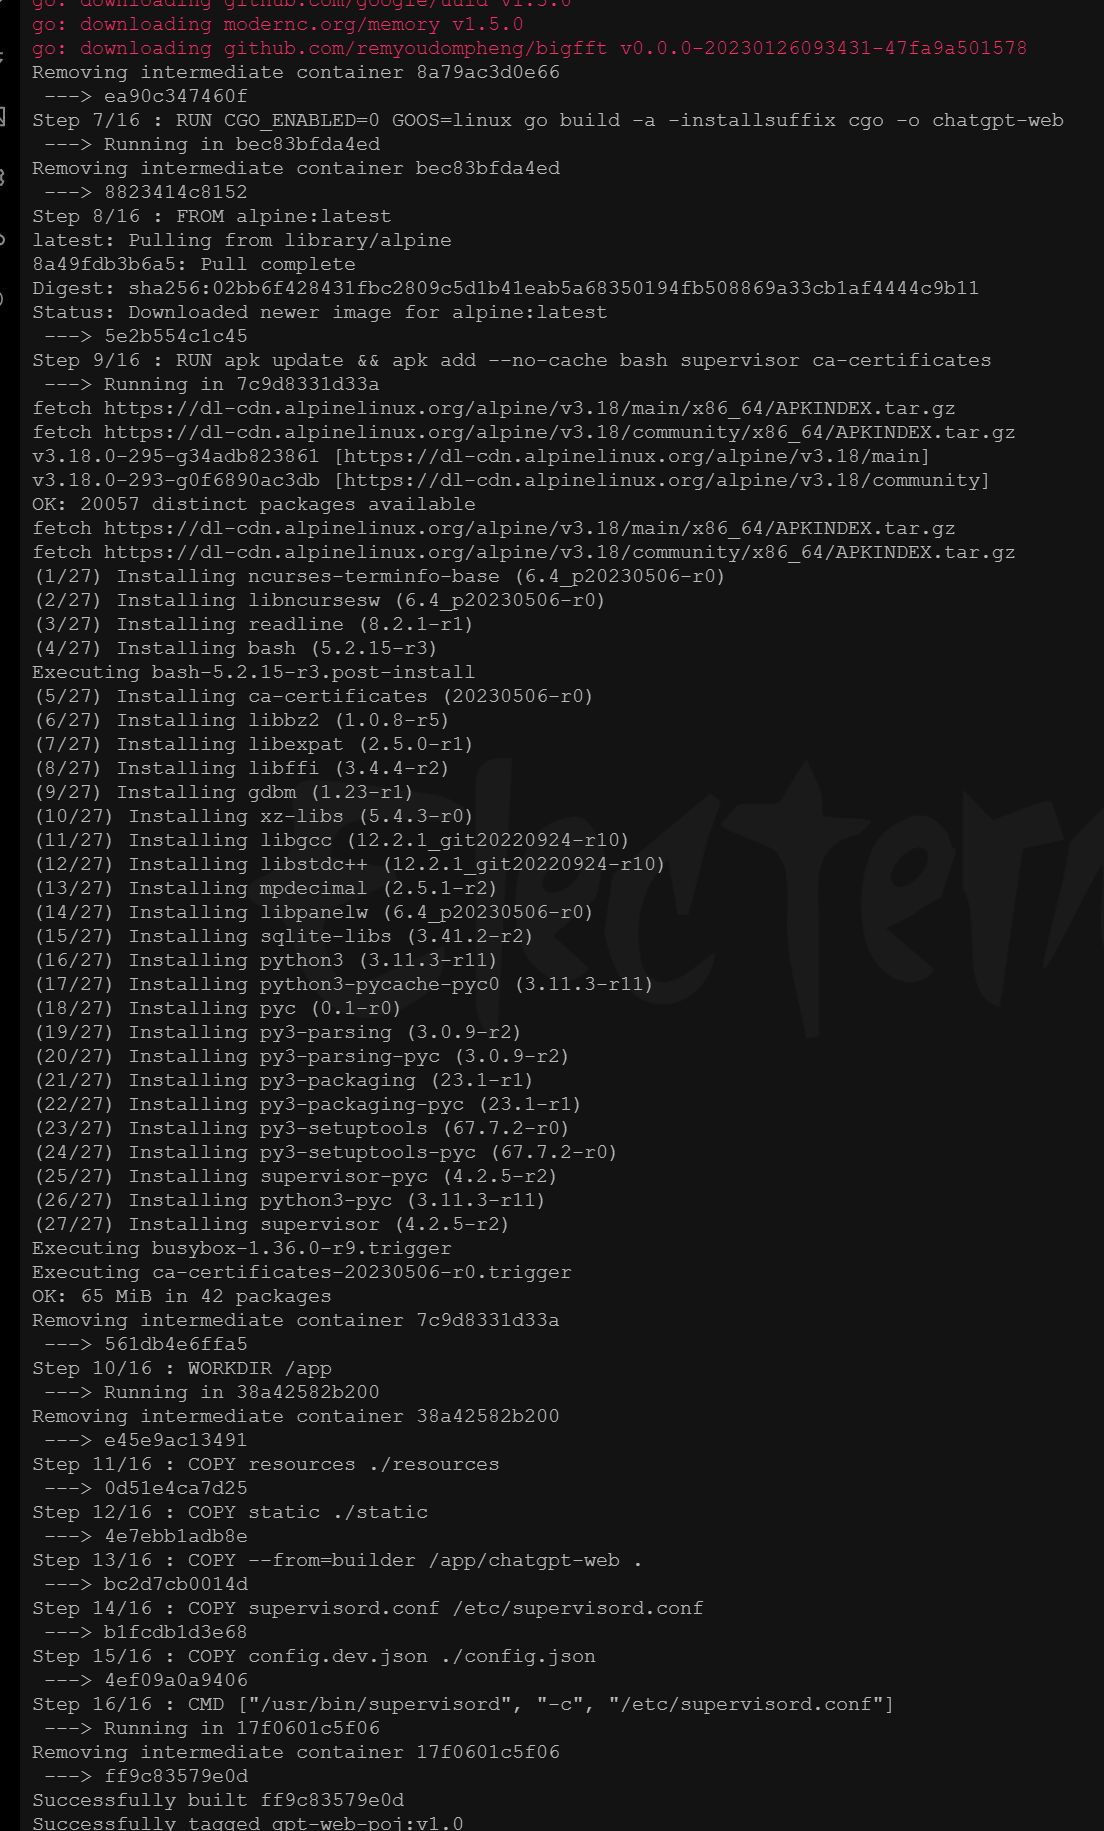 go: downloading github.com/google/uuid v1.3.0
go: downloading modernc.org/memory v1.5.0
go: downloading github.com/remyoudompheng/bigfft v0.0.0-20230126093431-47fa9a501578
Removing intermediate container 8a79ac3d0e66
 ---> ea90c347460f
Step 7/16 : RUN CGO_ENABLED=0 GOOS=linux go build -a -installsuffix cgo -o chatgpt-web
 ---> Running in bec83bfda4ed
Removing intermediate container bec83bfda4ed
 ---> 8823414c8152
Step 8/16 : FROM alpine:latest
latest: Pulling from library/alpine
8a49fdb3b6a5: Pull complete
Digest: sha256:02bb6f428431fbc2809c5d1b41eab5a68350194fb508869a33cb1af4444c9b11
Status: Downloaded newer image for alpine:latest
 ---> 5e2b554c1c45
Step 9/16 : RUN apk update && apk add --no-cache bash supervisor ca-certificates
 ---> Running in 7c9d8331d33a
fetch https://dl-cdn.alpinelinux.org/alpine/v3.18/main/x86_64/APKINDEX.tar.gz
fetch https://dl-cdn.alpinelinux.org/alpine/v3.18/community/x86_64/APKINDEX.tar.gz
v3.18.0-295-g34adb823861 [https://dl-cdn.alpinelinux.org/alpine/v3.18/main]
v3.18.0-293-g0f6890ac3db [https://dl-cdn.alpinelinux.org/alpine/v3.18/community]
OK: 20057 distinct packages available
fetch https://dl-cdn.alpinelinux.org/alpine/v3.18/main/x86_64/APKINDEX.tar.gz
fetch https://dl-cdn.alpinelinux.org/alpine/v3.18/community/x86_64/APKINDEX.tar.gz
(1/27) Installing ncurses-terminfo-base (6.4_p20230506-r0)
(2/27) Installing libncursesw (6.4_p20230506-r0)
(3/27) Installing readline (8.2.1-r1)
(4/27) Installing bash (5.2.15-r3)
Executing bash-5.2.15-r3.post-install
(5/27) Installing ca-certificates (20230506-r0)
(6/27) Installing libbz2 (1.0.8-r5)
(7/27) Installing libexpat (2.5.0-r1)
(8/27) Installing libffi (3.4.4-r2)
(9/27) Installing gdbm (1.23-r1)
(10/27) Installing xz-libs (5.4.3-r0)
(11/27) Installing libgcc (12.2.1_git20220924-r10)
(12/27) Installing libstdc++ (12.2.1_git20220924-r10)
(13/27) Installing mpdecimal (2.5.1-r2)
(14/27) Installing libpanelw (6.4_p20230506-r0)
(15/27) Installing sqlite-libs (3.41.2-r2)
(16/27) Installing python3 (3.11.3-r11)
(17/27) Installing python3-pycache-pyc0 (3.11.3-r11)
(18/27) Installing pyc (0.1-r0)
(19/27) Installing py3-parsing (3.0.9-r2)
(20/27) Installing py3-parsing-pyc (3.0.9-r2)
(21/27) Installing py3-packaging (23.1-r1)
(22/27) Installing py3-packaging-pyc (23.1-r1)
(23/27) Installing py3-setuptools (67.7.2-r0)
(24/27) Installing py3-setuptools-pyc (67.7.2-r0)
(25/27) Installing supervisor-pyc (4.2.5-r2)
(26/27) Installing python3-pyc (3.11.3-r11)
(27/27) Installing supervisor (4.2.5-r2)
Executing busybox-1.36.0-r9.trigger
Executing ca-certificates-20230506-r0.trigger
OK: 65 MiB in 42 packages
Removing intermediate container 7c9d8331d33a
 ---> 561db4e6ffa5
Step 10/16 : WORKDIR /app
 ---> Running in 38a42582b200
Removing intermediate container 38a42582b200
 ---> e45e9ac13491
Step 11/16 : COPY resources ./resources
 ---> 0d51e4ca7d25
Step 12/16 : COPY static ./static
 ---> 4e7ebb1adb8e
Step 13/16 : COPY --from=builder /app/chatgpt-web .
 ---> bc2d7cb0014d
Step 14/16 : COPY supervisord.conf /etc/supervisord.conf
 ---> b1fcdb1d3e68
Step 15/16 : COPY config.dev.json ./config.json
 ---> 4ef09a0a9406
Step 16/16 : CMD ["/usr/bin/supervisord", "-c", "/etc/supervisord.conf"]
 ---> Running in 17f0601c5f06
Removing intermediate container 17f0601c5f06
 ---> ff9c83579e0d
Successfully built ff9c83579e0d
Successfully tagged gpt-web-poj:v1.0
electerm